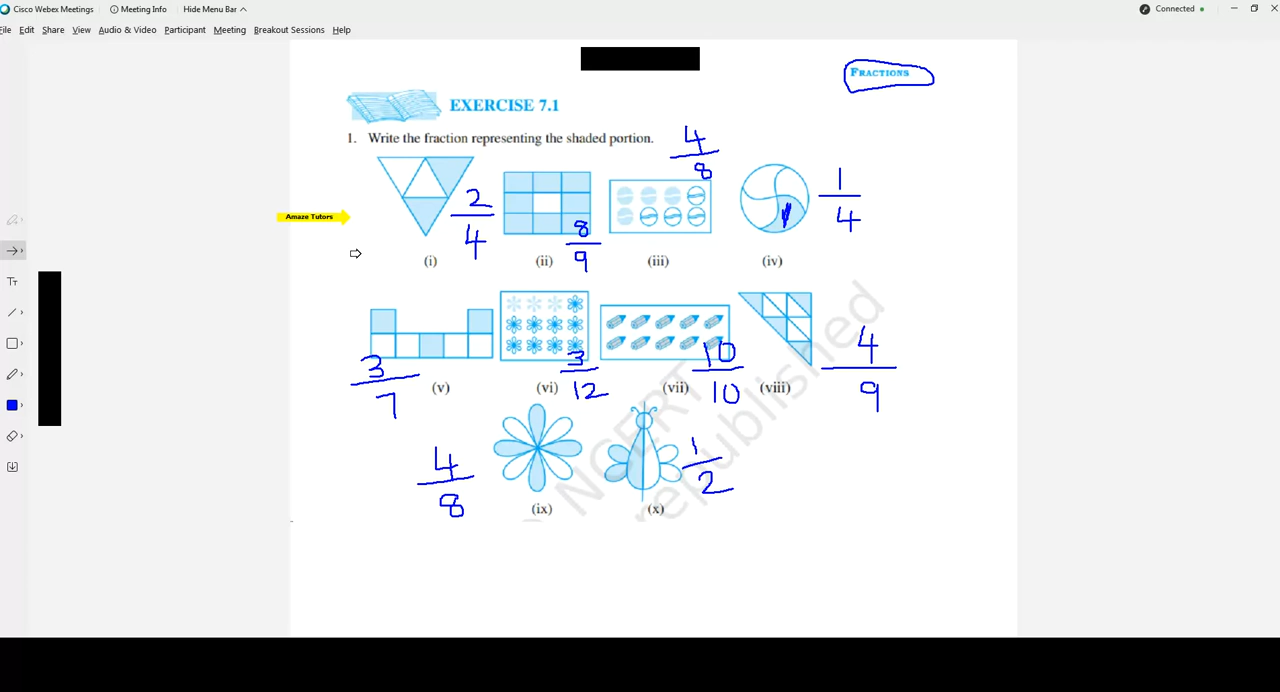 Cisco Webex Meetings Meeting Info Hide Menu Bar Connected
File Edit Share View Audio & Video Participant Meeting Breakout Sessions Help
FRACTIONS
EXERCISE 7.1
1. Write the fraction representing the shaded portion.
2/4 8/9 4/8 1/4
Amaze Tutors
Tт
(i) (ii) (iii) (iv)
3/7 3/12 10/10 4/9
(v) (vi) (vii) (viii)
4/8 1/2
(ix) (x)
NCERT
republished